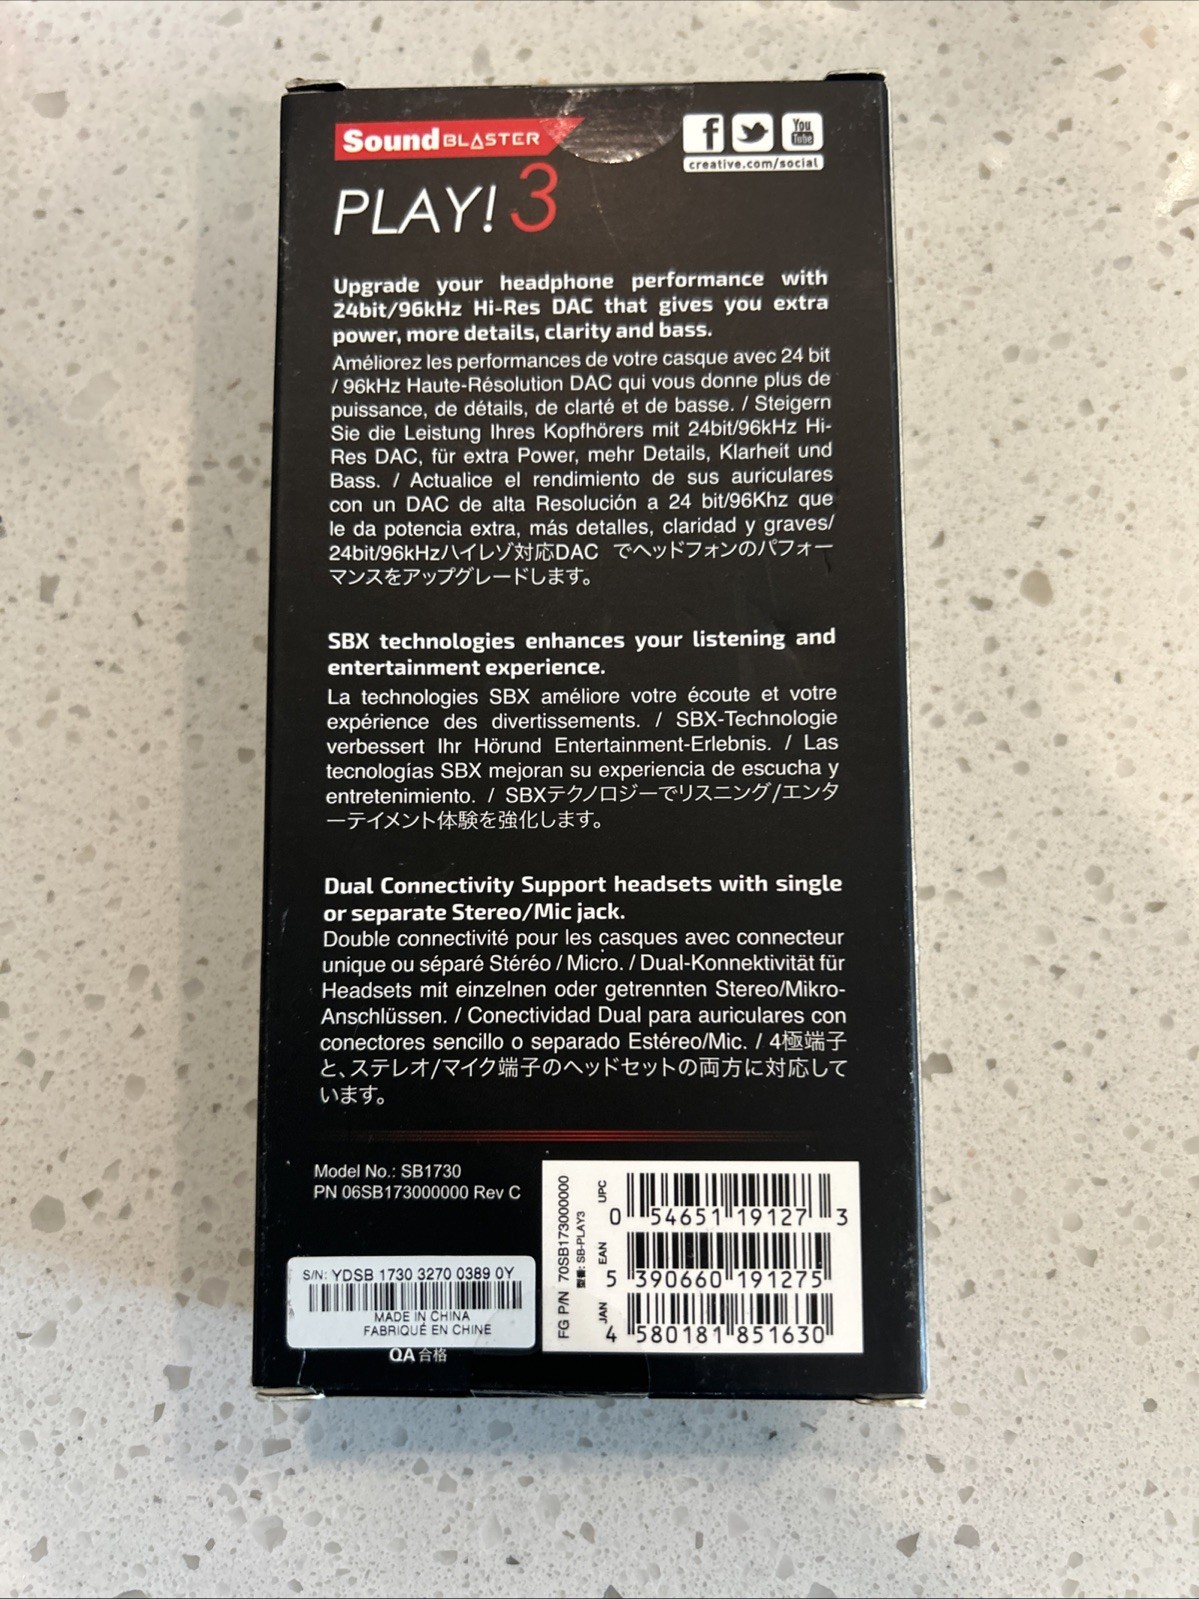 Sound BLASTER
PLAY! 3
f
You
Tube
creative.com/social
Upgrade your headphone performance with
24bit/96kHz Hi-Res DAC that gives you extra
power, more details, clarity and bass.
Améliorez les performances de votre casque avec 24 bit
/ 96kHz Haute-Résolution DAC qui vous donne plus de
puissance, de détails, de clarté et de basse. / Steigern
Sie die Leistung Ihres Kopfhörers mit 24bit/96kHz Hi-
Res DAC, für extra Power, mehr Details, Klarheit und
Bass. / Actualice el rendimiento de sus auriculares
con un DAC de alta Resolución a 24 bit/96Khz que
le da potencia extra, más detalles, claridad y graves/
24bit/96kHzハイレゾ対応DAC でヘッドフォンのパフォー
マンスをアップグレードします。
SBX technologies enhances your listening and
entertainment experience.
La technologies SBX améliore votre écoute et votre
expérience des divertissements. / SBX-Technologie
verbessert Ihr Hörund Entertainment-Erlebnis. / Las
tecnologías SBX mejoran su experiencia de escucha y
entretenimiento. / SBXテクノロジーでリスニング/エンタ
ーテイメント体験を強化します。
Dual Connectivity Support headsets with single
or separate Stereo/Mic jack.
Double connectivité pour les casques avec connecteur
unique ou séparé Stéréo / Micro. / Dual-Konnektivität für
Headsets mit einzelnen oder getrennten Stereo/Mikro-
Anschlüssen. / Conectividad Dual para auriculares con
conectores sencillo o separado Estéreo/Mic. / 4極端子
と、ステレオ/マイク端子のヘッドセットの両方に対応して
います。
Model No.: SB1730
PN 06SB173000000 Rev C
S/N: YDSB 1730 3270 0389 0Y
MADE IN CHINA
FABRIQUÉ EN CHINE
QA 合格
FG P/N 70SB173000000
型番: SB-PLAY3
UPC
0 54651 19127 3
EAN
5 390660 191275
JAN
4 580181 851630